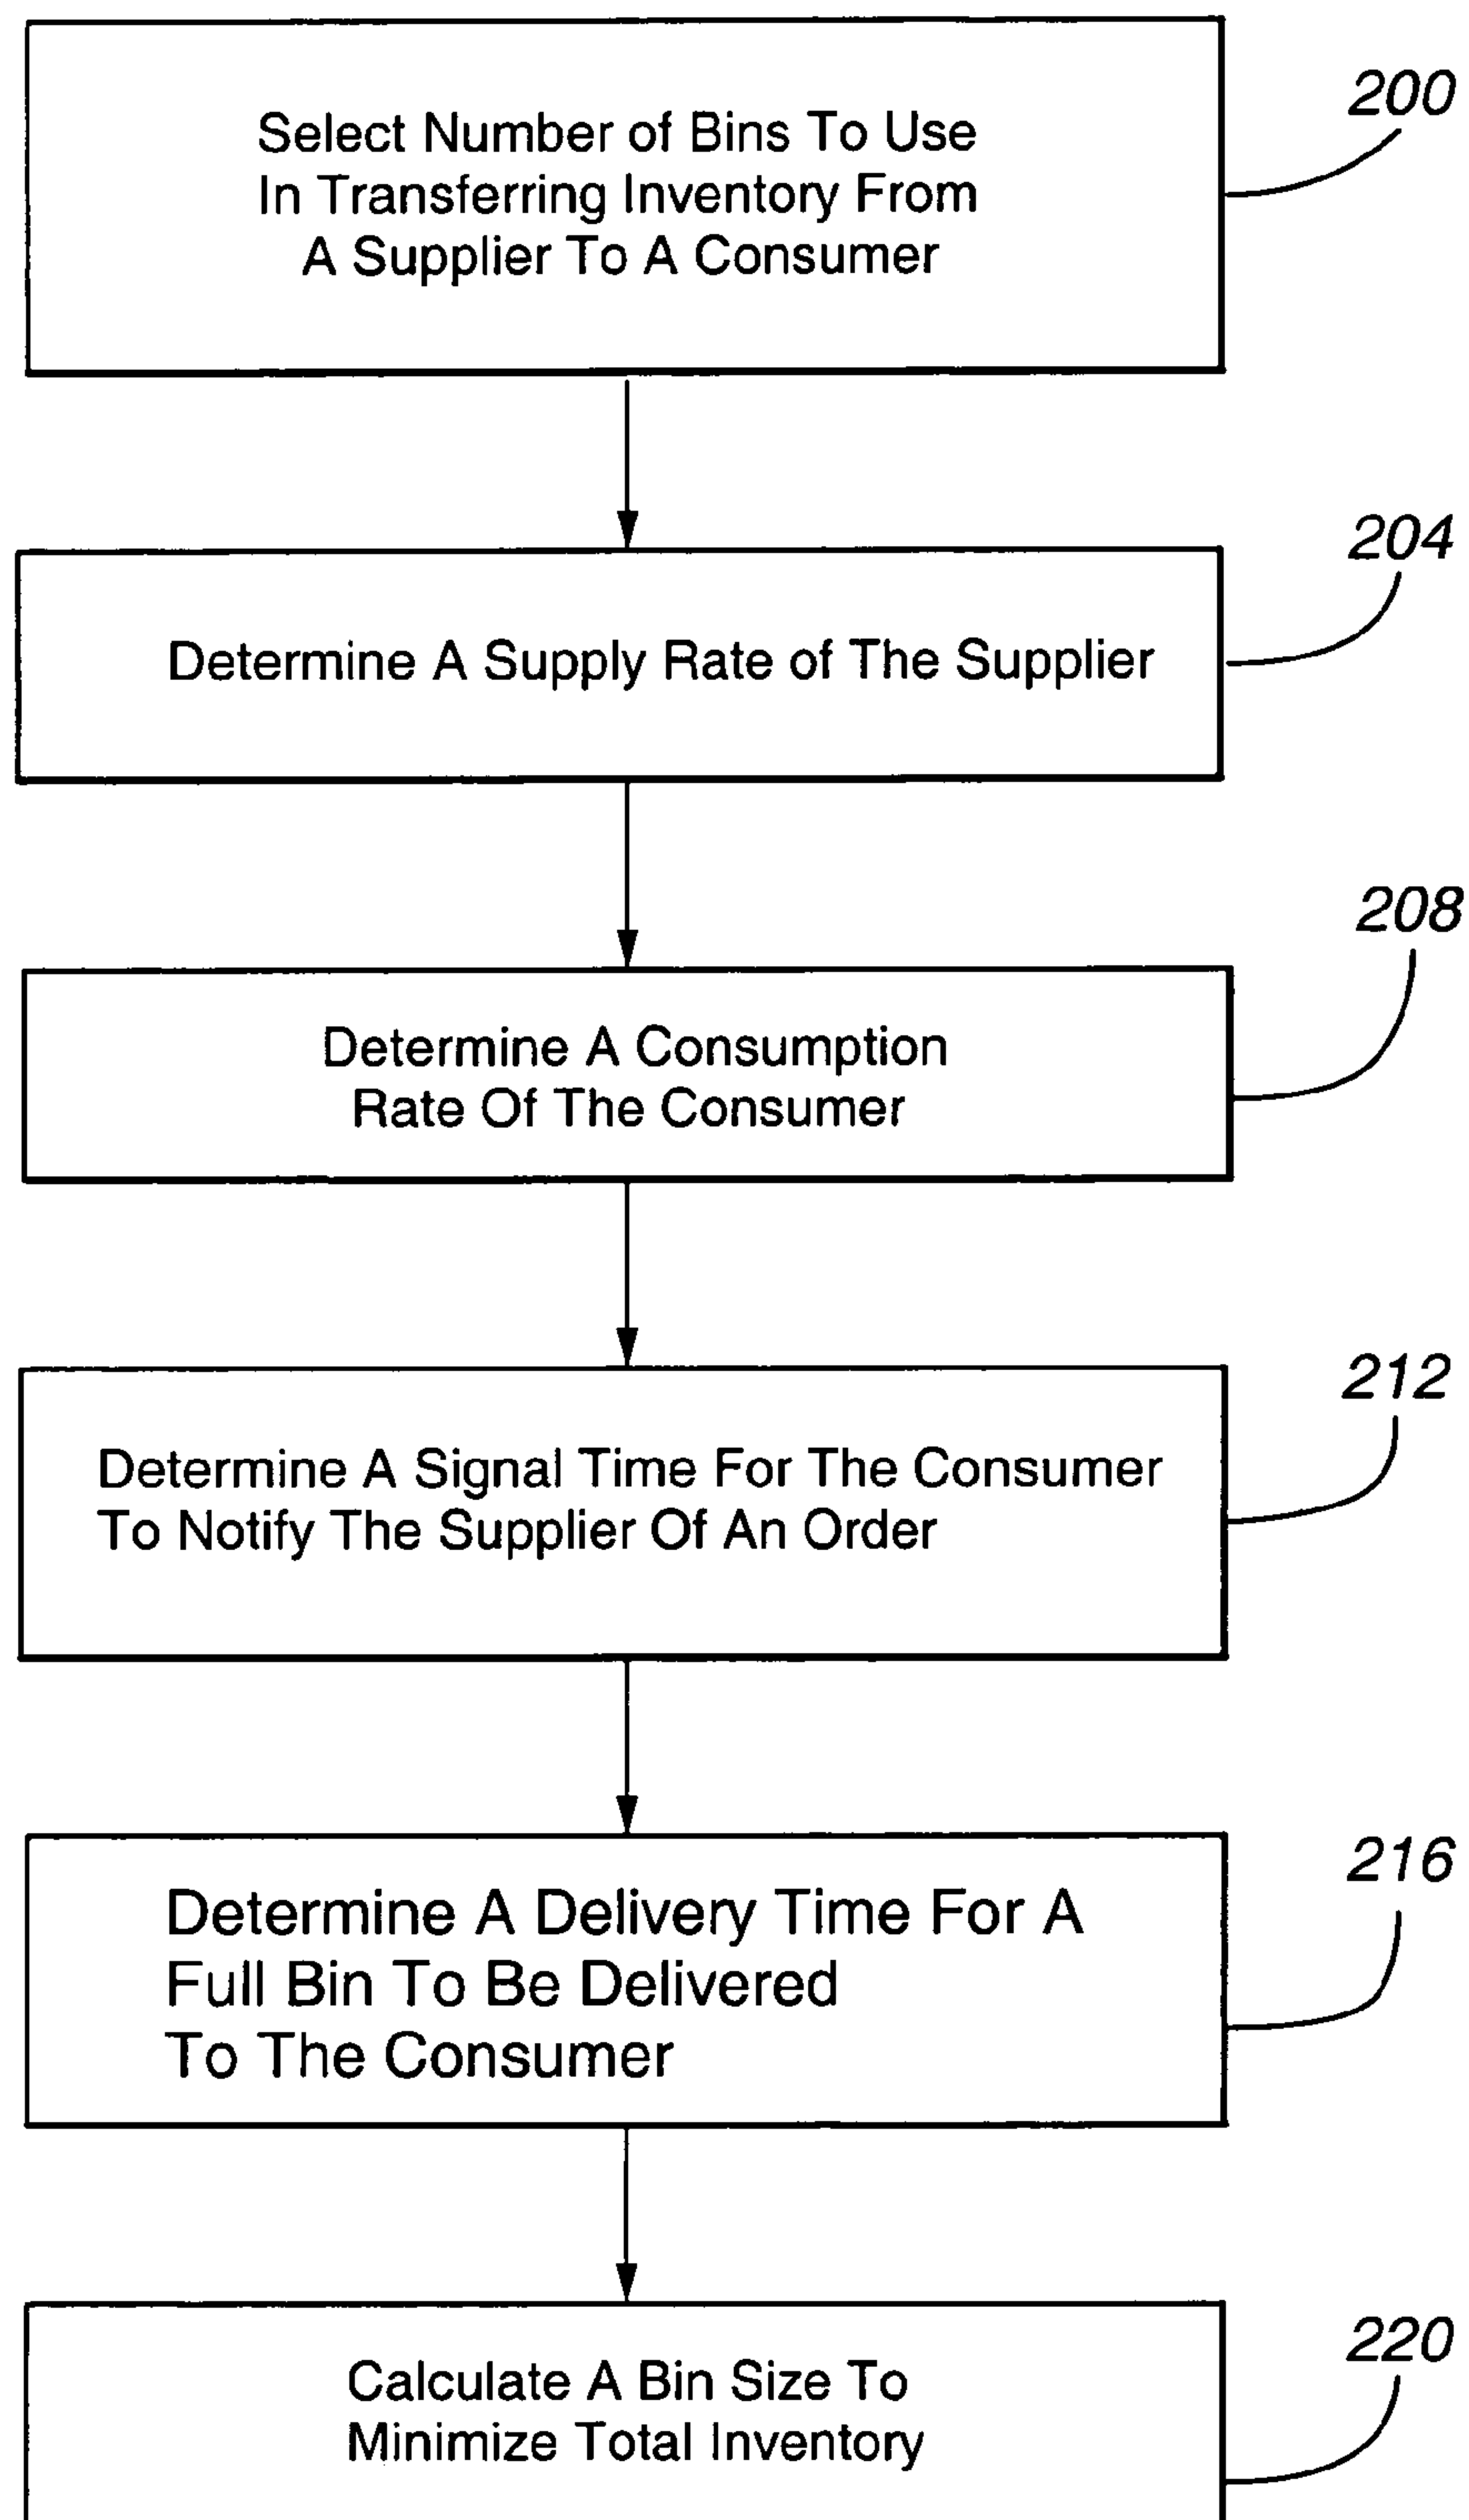 200
Select Number of Bins To Use
In Transferring Inventory From
A Supplier To A Consumer
204
Determine A Supply Rate of The Supplier
208
Determine A Consumption
Rate Of The Consumer
212
Determine A Signal Time For The Consumer
To Notify The Supplier Of An Order
216
Determine A Delivery Time For A
Full Bin To Be Delivered
To The Consumer
220
Calculate A Bin Size To
Minimize Total Inventory